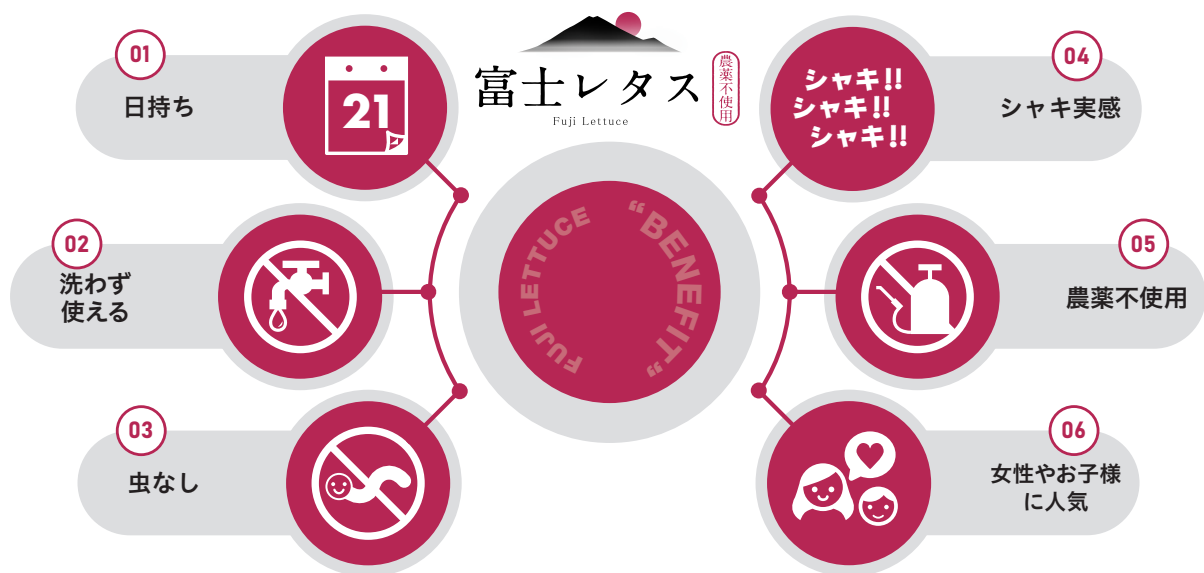 富士レタス
農薬不使用
Fuji Lettuce
FUJI LETTUCE
“BENEFIT”
01
日持ち
21
02
洗わず
使える
03
虫なし
04
シャキ実感
シャキ!!
シャキ!!
シャキ!!
05
農薬不使用
06
女性やお子様
に人気